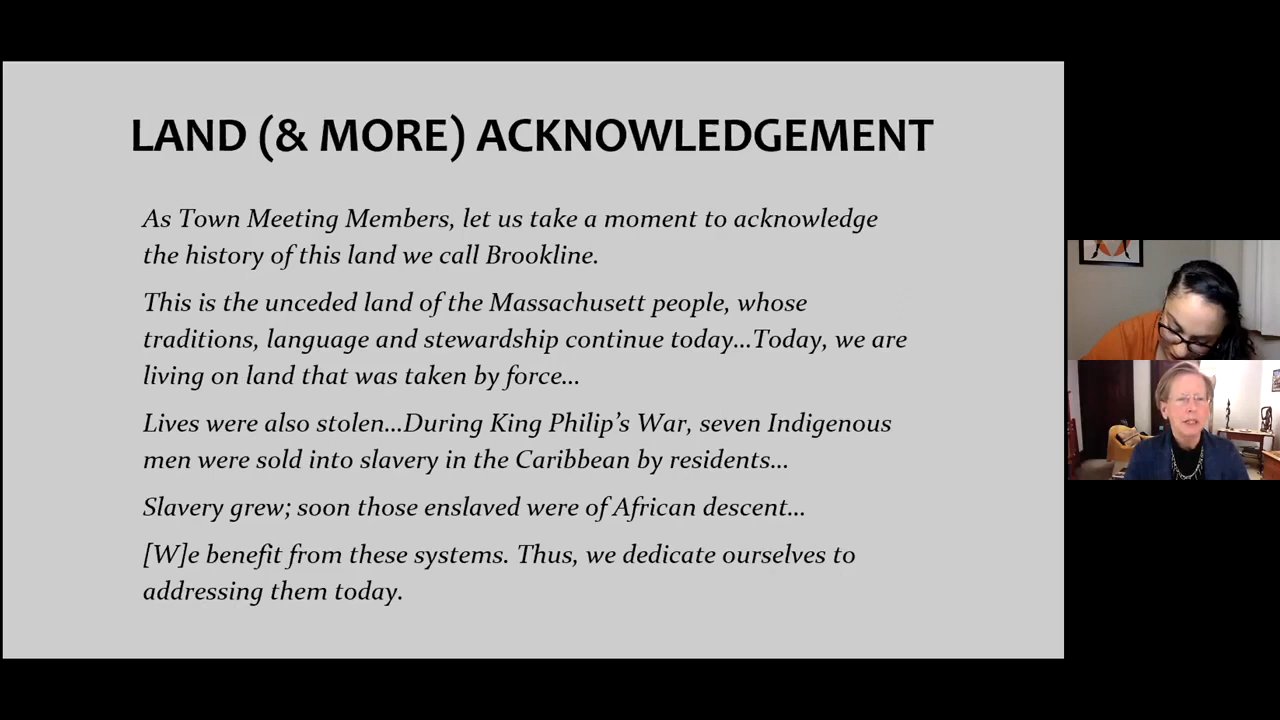 LAND (& MORE) ACKNOWLEDGEMENT
As Town Meeting Members, let us take a moment to acknowledge
the history of this land we call Brookline.
This is the unceded land of the Massachusett people, whose
traditions, language and stewardship continue today...Today, we are
living on land that was taken by force...
Lives were also stolen...During King Philip’s War, seven Indigenous
men were sold into slavery in the Caribbean by residents...
Slavery grew; soon those enslaved were of African descent...
[W]e benefit from these systems. Thus, we dedicate ourselves to
addressing them today.